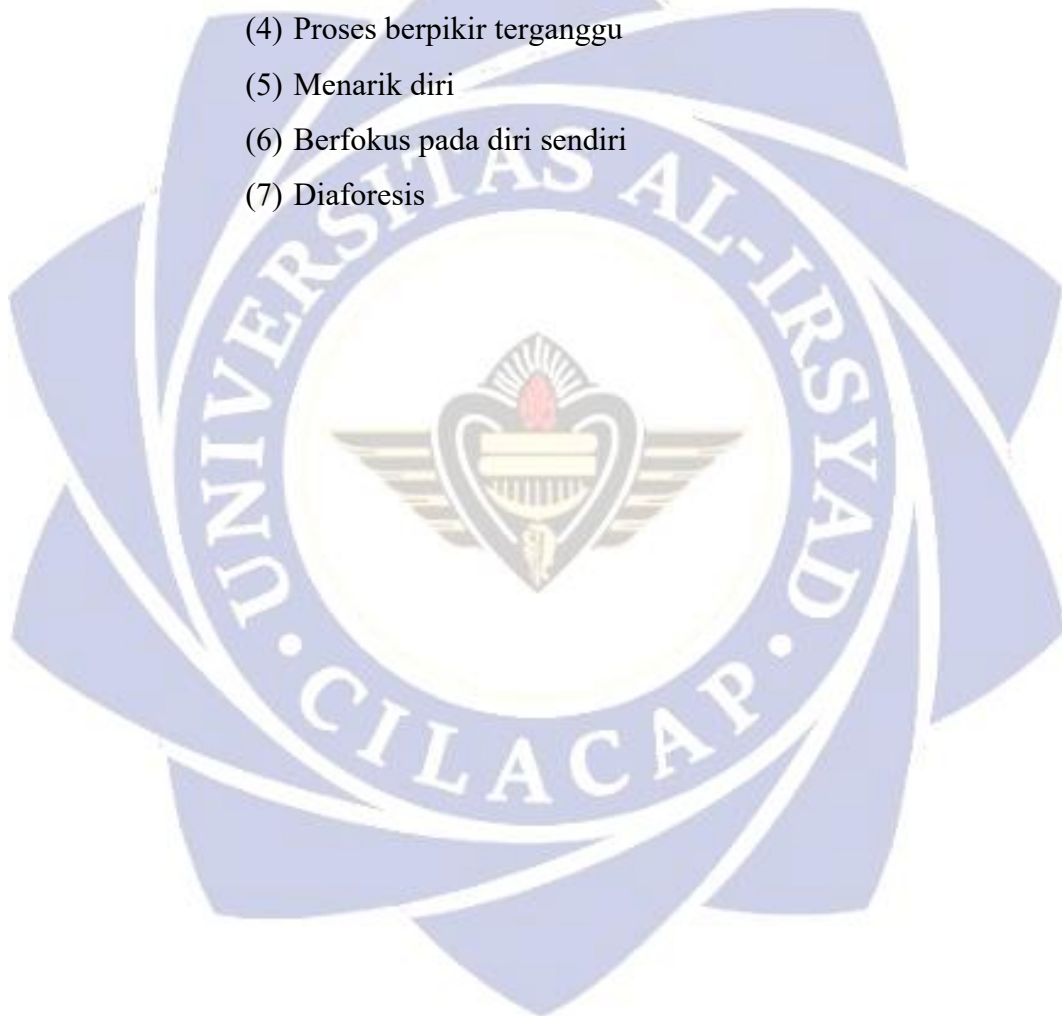 (4) Proses berpikir terganggu
(5) Menarik diri
(6) Berfokus pada diri sendiri
(7) Diaforesis
UNIVERSITAS AL-IRSYAD
• CILACAP •